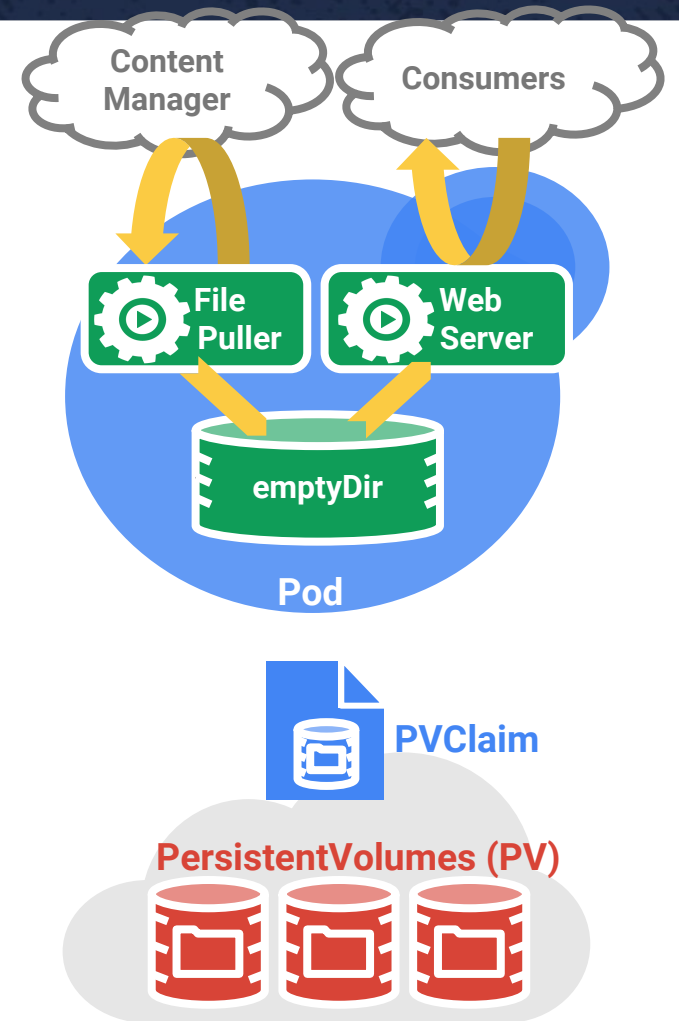 Content
Manager
Consumers
File
Puller
Web
Server
emptyDir
Pod
PVClaim
PersistentVolumes (PV)